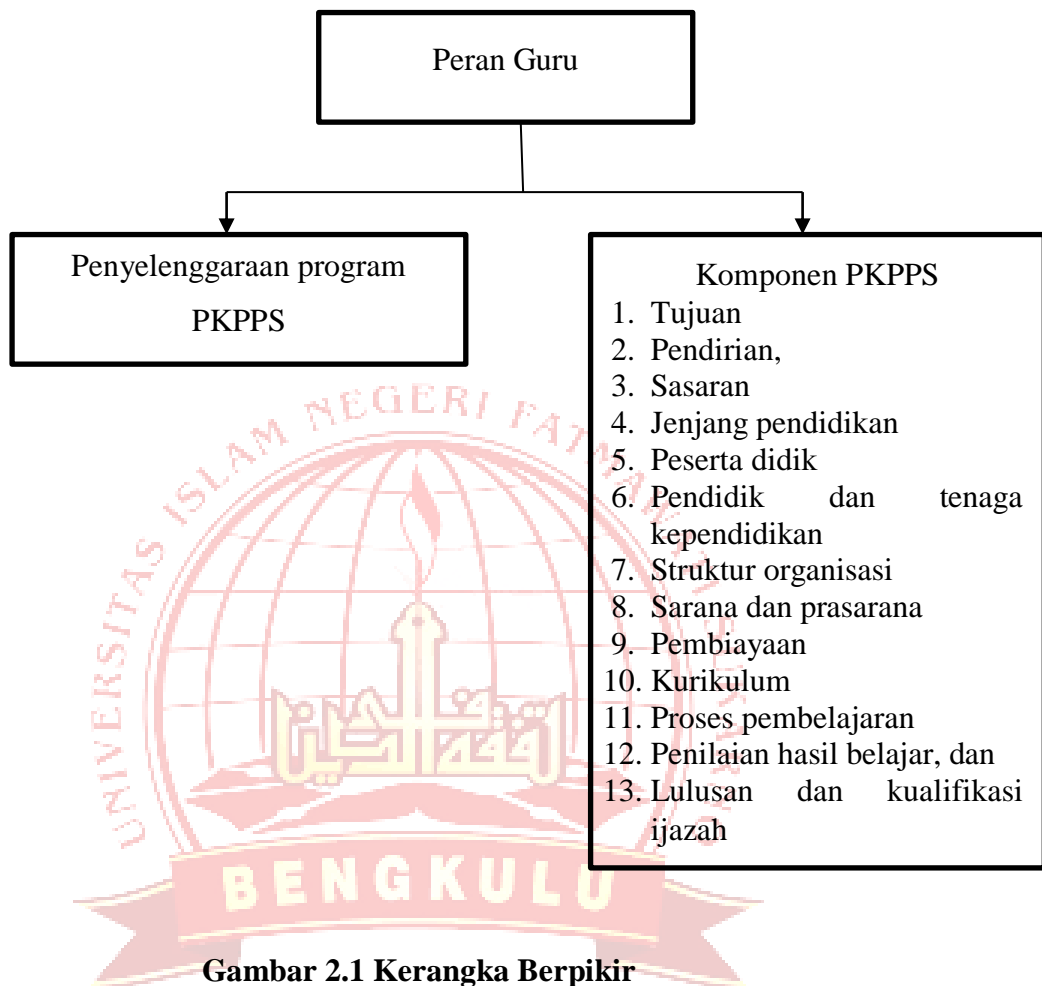 Peran Guru
Penyelenggaraan program
PKPPS
Komponen PKPPS
1. Tujuan
2. Pendirian,
3. Sasaran
4. Jenjang pendidikan
5. Peserta didik
6. Pendidik dan tenaga
kependidikan
7. Struktur organisasi
8. Sarana dan prasarana
9. Pembiayaan
10. Kurikulum
11. Proses pembelajaran
12. Penilaian hasil belajar, dan
13. Lulusan dan kualifikasi
ijazah
UNIVERSITAS ISLAM NEGERI FATMAWATI SUKARNO
BENGKULU
Gambar 2.1 Kerangka Berpikir